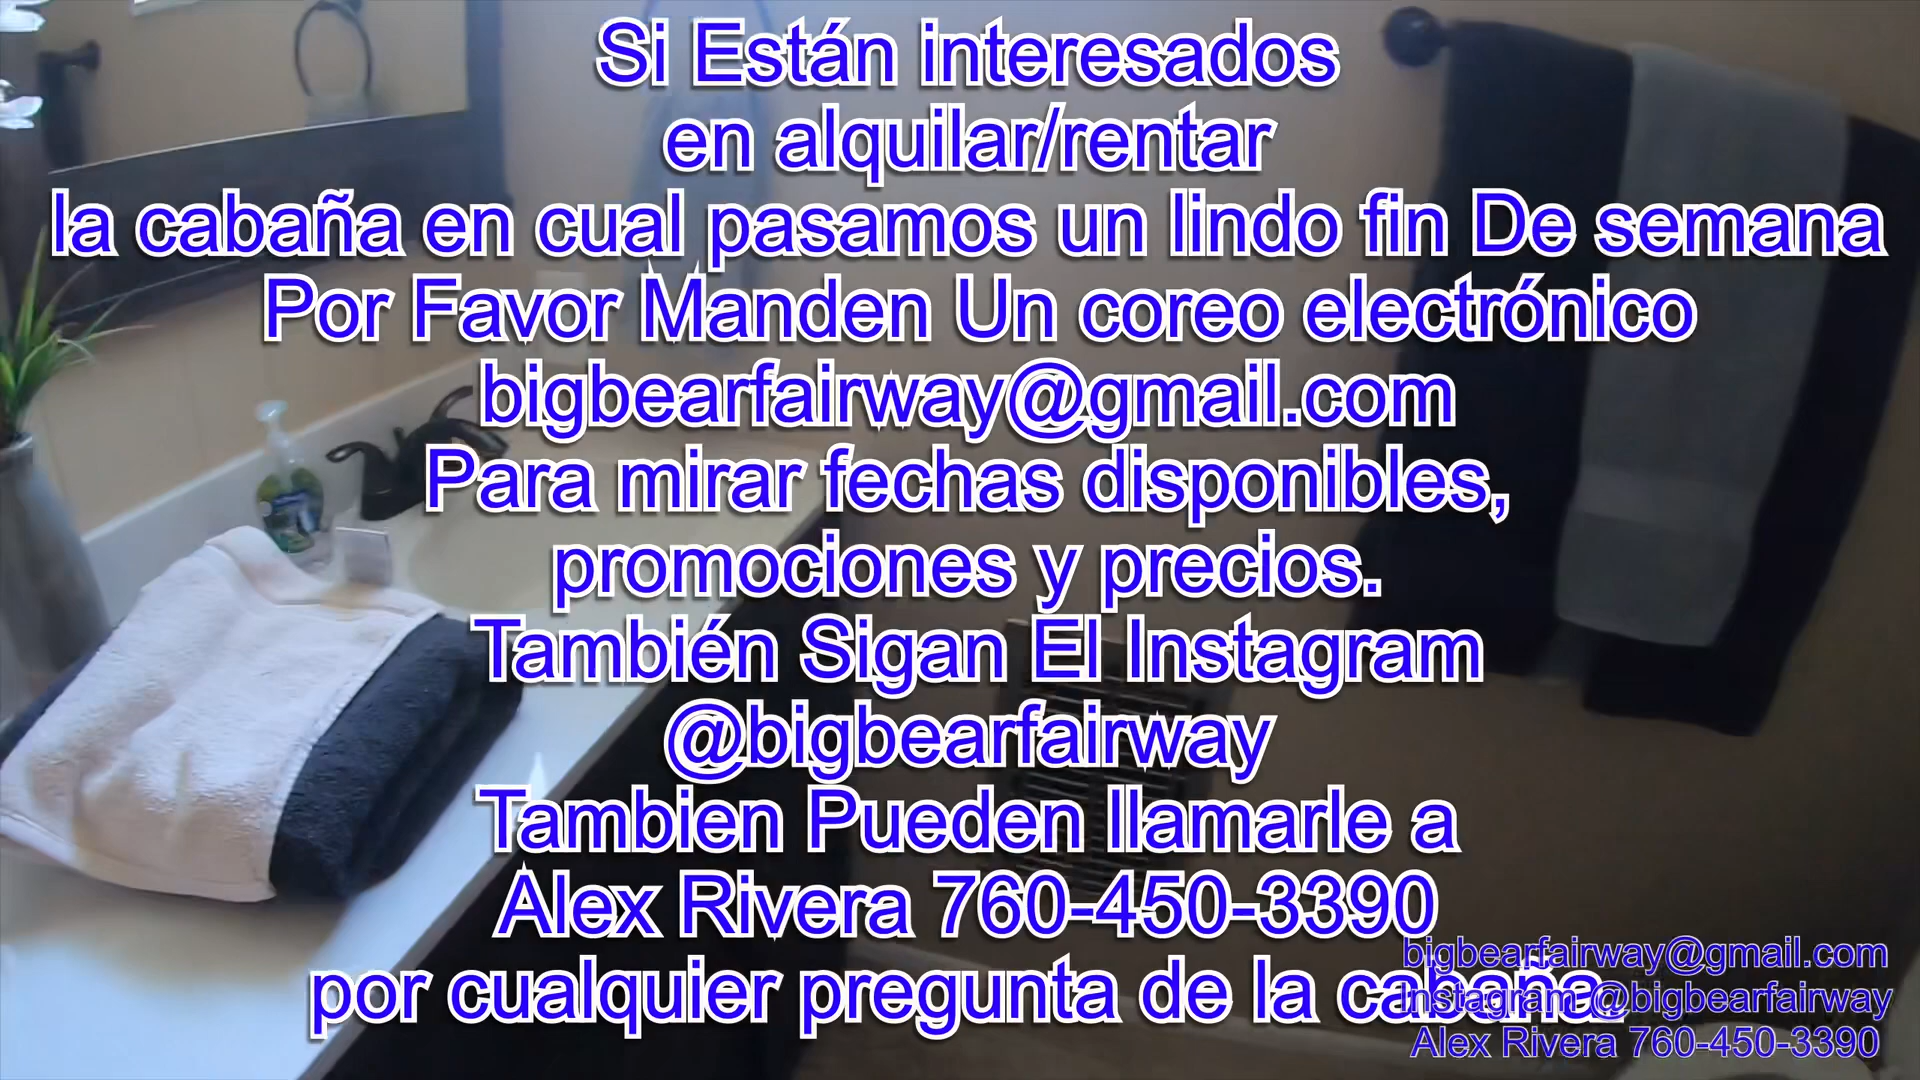 Si Están interesados
en alquilar/rentar
la cabaña en cual pasamos un lindo fin De semana
Por Favor Manden Un coreo electrónico
bigbearfairway@gmail.com
Para mirar fechas disponibles,
promociones y precios.
También Sigan El Instagram
@bigbearfairway
Tambien Pueden llamarle a
Alex Rivera 760-450-3390
por cualquier pregunta de la cabaña.
bigbearfairway@gmail.com
Instagram @bigbearfairway
Alex Rivera 760-450-3390